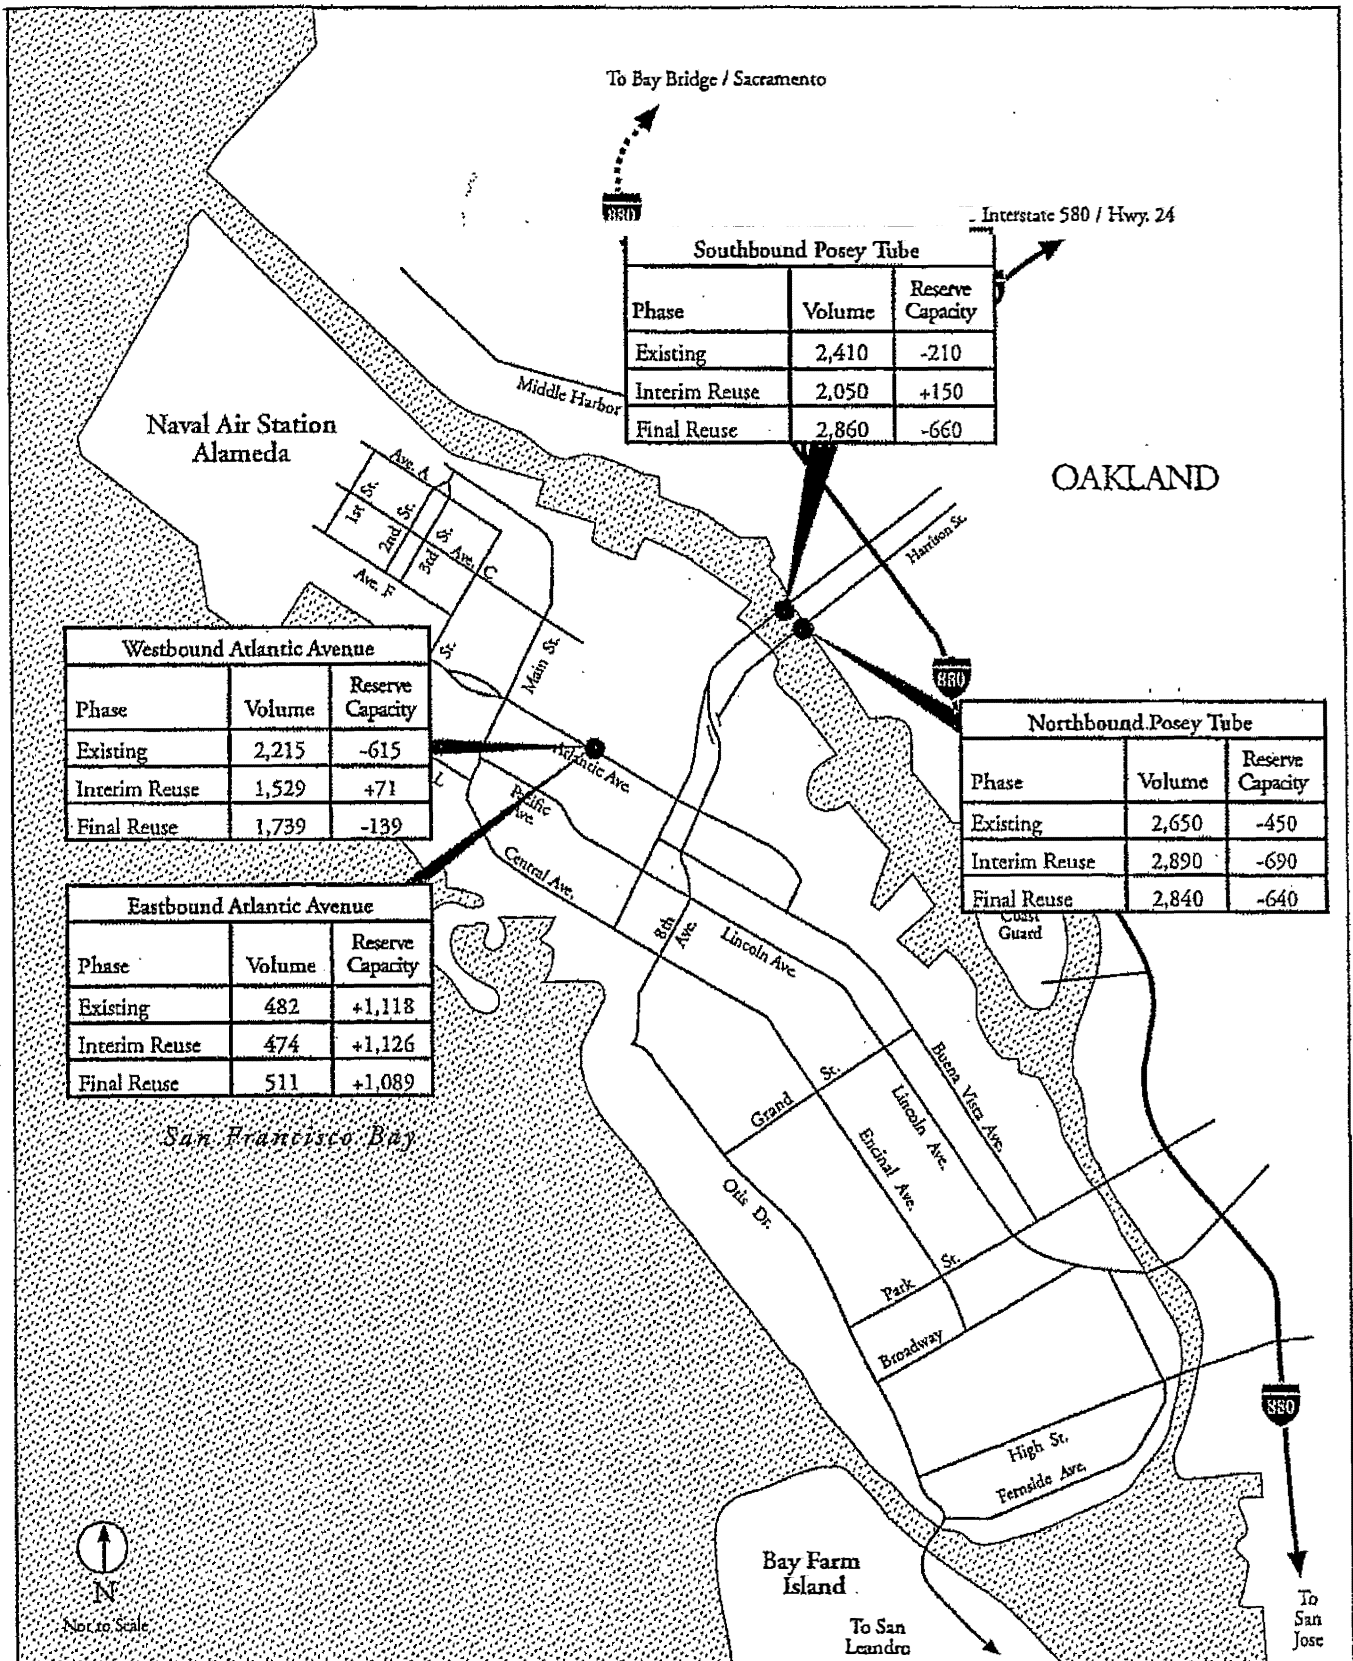 To Bay Bridge / Sacramento
880
Interstate 580 / Hwy. 24
Southbound Posey Tube
Phase Volume Reserve Capacity
Existing 2,410 -210
Interim Reuse 2,050 +150
Final Reuse 2,860 -660
Middle Harbor
Naval Air Station
Alameda
OAKLAND
Ave. A
1st St.
2nd St.
3rd St.
Ave. C
Ave. F
Harrison St.
St.
Main St.
880
Westbound Atlantic Avenue
Phase Volume Reserve Capacity
Existing 2,215 -615
Interim Reuse 1,529 +71
Final Reuse 1,739 -139
Northbound Posey Tube
Phase Volume Reserve Capacity
Existing 2,650 -450
Interim Reuse 2,890 -690
Final Reuse 2,840 -640
Atlantic Ave.
L
Pacific
Ave.
Central Ave.
Eastbound Atlantic Avenue
Phase Volume Reserve Capacity
Existing 482 +1,118
Interim Reuse 474 +1,126
Final Reuse 511 +1,089
Coast
Guard
8th
Ave.
Lincoln Ave.
San Francisco Bay
Grand St.
Buena Vista Ave.
Lincoln Ave.
Encinal Ave.
Otis Dr.
Park St.
Broadway
880
High St.
Fernside Ave.
N
Not to Scale
Bay Farm
Island
To San
Leandro
To
San
Jose